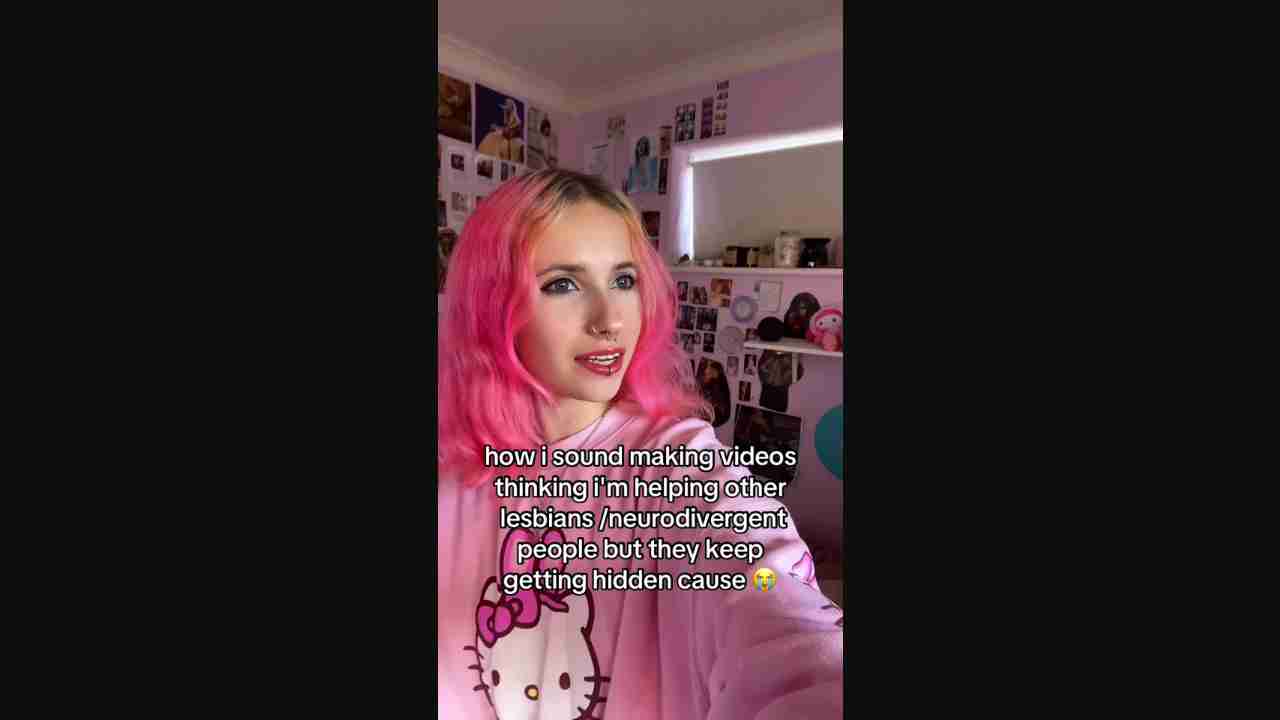 how i sound making videos
thinking i'm helping other
lesbians /neurodivergent
people but they keep
getting hidden cause 😭